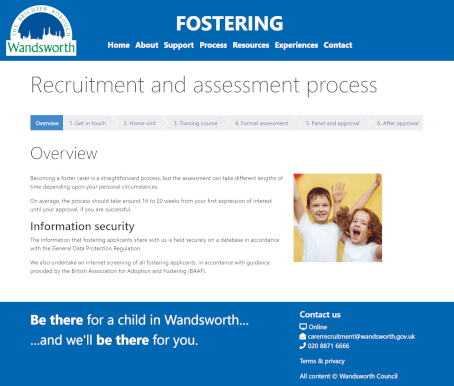 THE BRIGHTER BOROUGH
Wandsworth
FOSTERING
Home About Support Process Resources Experiences Contact
Recruitment and assessment process
Overview 1. Get in touch 2. Home visit 3. Training course 4. Formal assessment 5. Panel and approval 6. After approval
Overview
Becoming a foster carer is a straightforward process, but the assessment can take different lengths of
time depending upon your personal circumstances.
On average, the process should take around 16 to 20 weeks from your first expression of interest
until your approval, if you are successful.
Information security
The information that fostering applicants share with us is held securely on a database in accordance
with the General Data Protection Regulation.
We also undertake an internet screening of all fostering applicants, in accordance with guidance
provided by the British Association for Adoption and Fostering (BAAF).
Be there for a child in Wandsworth...
...and we'll be there for you.
Contact us
Online
carerrecruitment@wandsworth.gov.uk
020 8871 6666
Terms & privacy
All content © Wandsworth Council